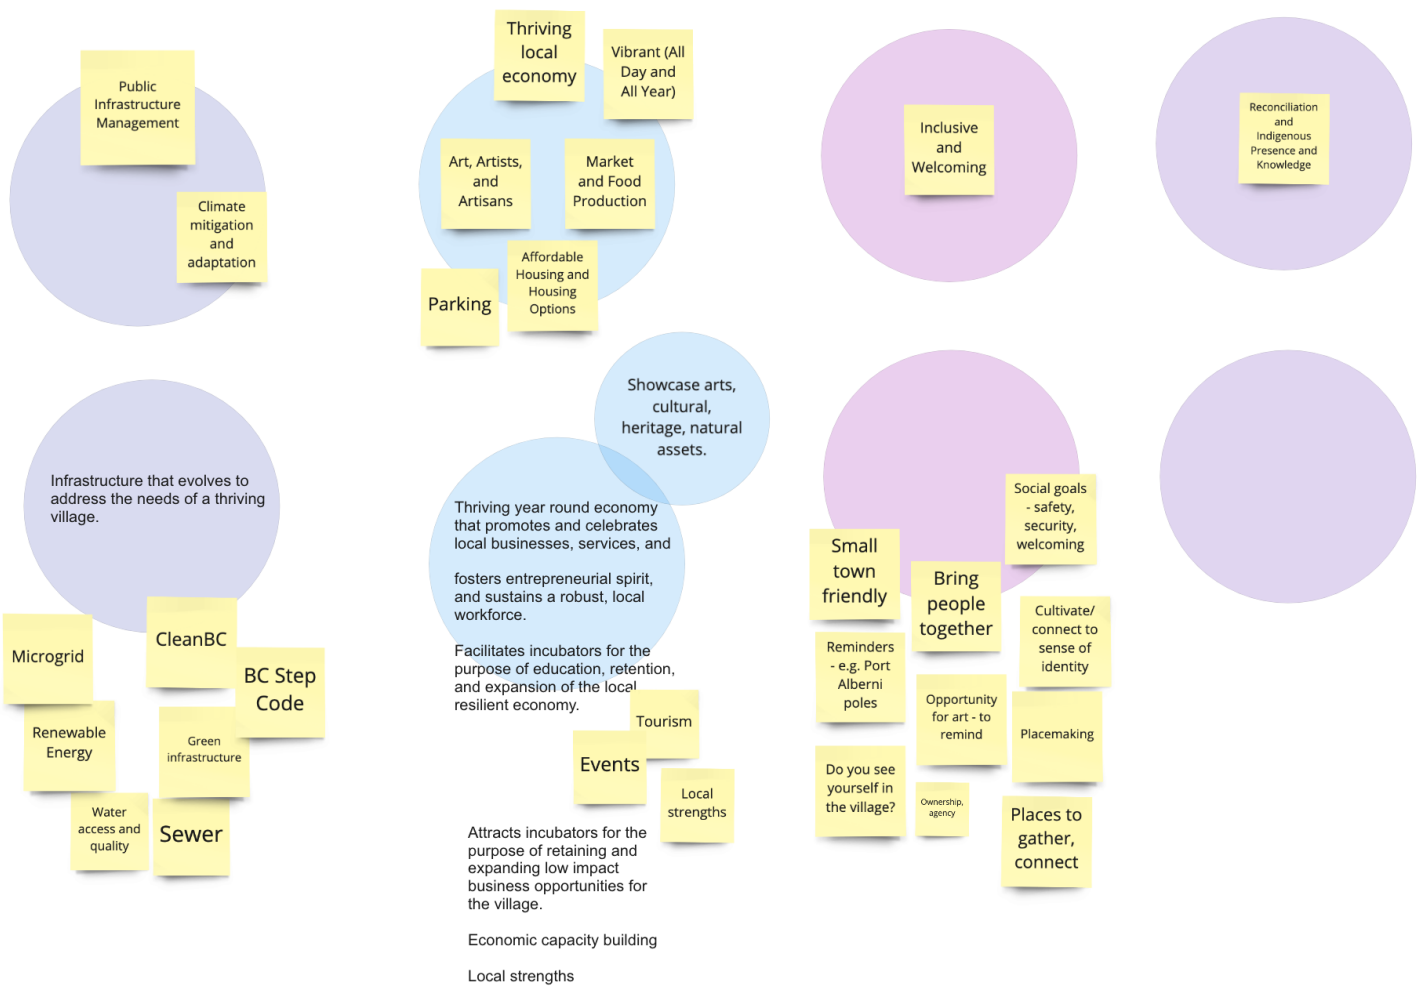 Public
Infrastructure
Management
Climate
mitigation
and
adaptation
Thriving
local
economy
Vibrant (All
Day and
All Year)
Art, Artists,
and
Artisans
Market
and Food
Production
Affordable
Housing and
Housing
Options
Parking
Inclusive
and
Welcoming
Reconciliation
and
Indigenous
Presence and
Knowledge
Infrastructure that evolves to
address the needs of a thriving
village.
Microgrid
CleanBC
BC Step
Code
Renewable
Energy
Green
infrastructure
Water
access and
quality
Sewer
Showcase arts,
cultural,
heritage, natural
assets.
Thriving year round economy
that promotes and celebrates
local businesses, services, and
fosters entrepreneurial spirit,
and sustains a robust, local
workforce.
Facilitates incubators for the
purpose of education, retention,
and expansion of the local
resilient economy.
Tourism
Events
Local
strengths
Attracts incubators for the
purpose of retaining and
expanding low impact
business opportunities for
the village.
Economic capacity building
Local strengths
Social goals
- safety,
security,
welcoming
Small
town
friendly
Bring
people
together
Cultivate/
connect to
sense of
identity
Reminders
- e.g. Port
Alberni
poles
Opportunity
for art - to
remind
Placemaking
Do you see
yourself in
the village?
Ownership,
agency
Places to
gather,
connect